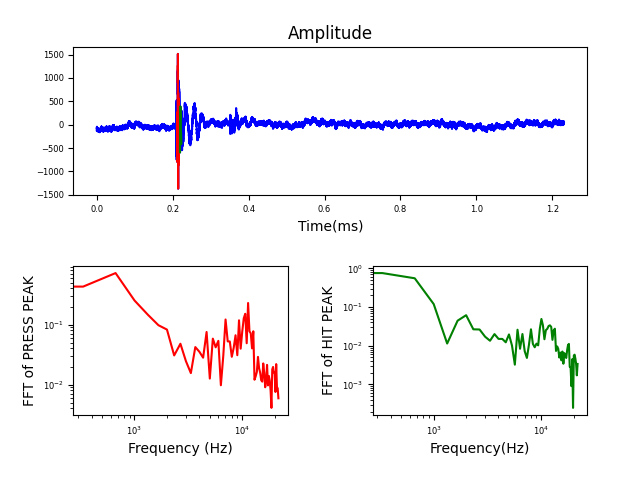 Amplitude
1500
1000
500
0
−500
−1000
−1500
0.0 0.2 0.4 0.6 0.8 1.0 1.2
Time(ms)
FFT of PRESS PEAK
10⁻¹
10⁻²
10³ 10⁴
Frequency (Hz)
FFT of HIT PEAK
10⁰
10⁻¹
10⁻²
10⁻³
10³ 10⁴
Frequency(Hz)